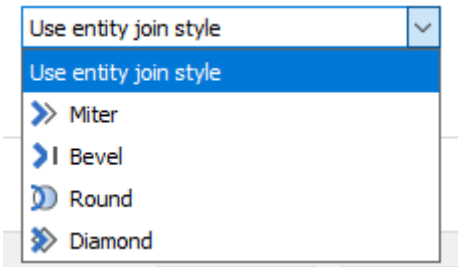 Use entity join style
Use entity join style
Miter
Bevel
Round
Diamond